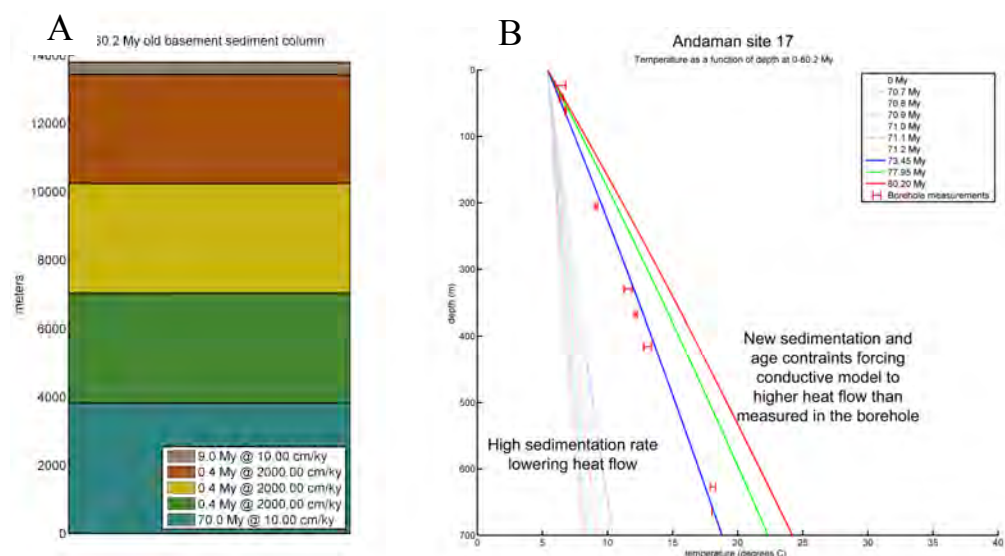 A
60.2 My old basement sediment column
14000
12000
10000
8000
6000
4000
2000
0
meters
9.0 My @ 10.00 cm/ky
0.4 My @ 2000.00 cm/ky
0.4 My @ 2000.00 cm/ky
0.4 My @ 2000.00 cm/ky
70.0 My @ 10.00 cm/ky
B
Andaman site 17
Temperature as a function of depth at 0-60.2 My
0
100
200
300
400
500
600
700
depth (m)
0 My
70.7 My
70.8 My
70.9 My
71.0 My
71.1 My
71.2 My
73.45 My
77.95 My
80.20 My
Borehole measurements
New sedimentation and
age contraints forcing
conductive model to
higher heat flow than
measured in the borehole
High sedimentation rate
lowering heat flow
0
5
10
15
20
25
30
35
40
temperature (degrees C)